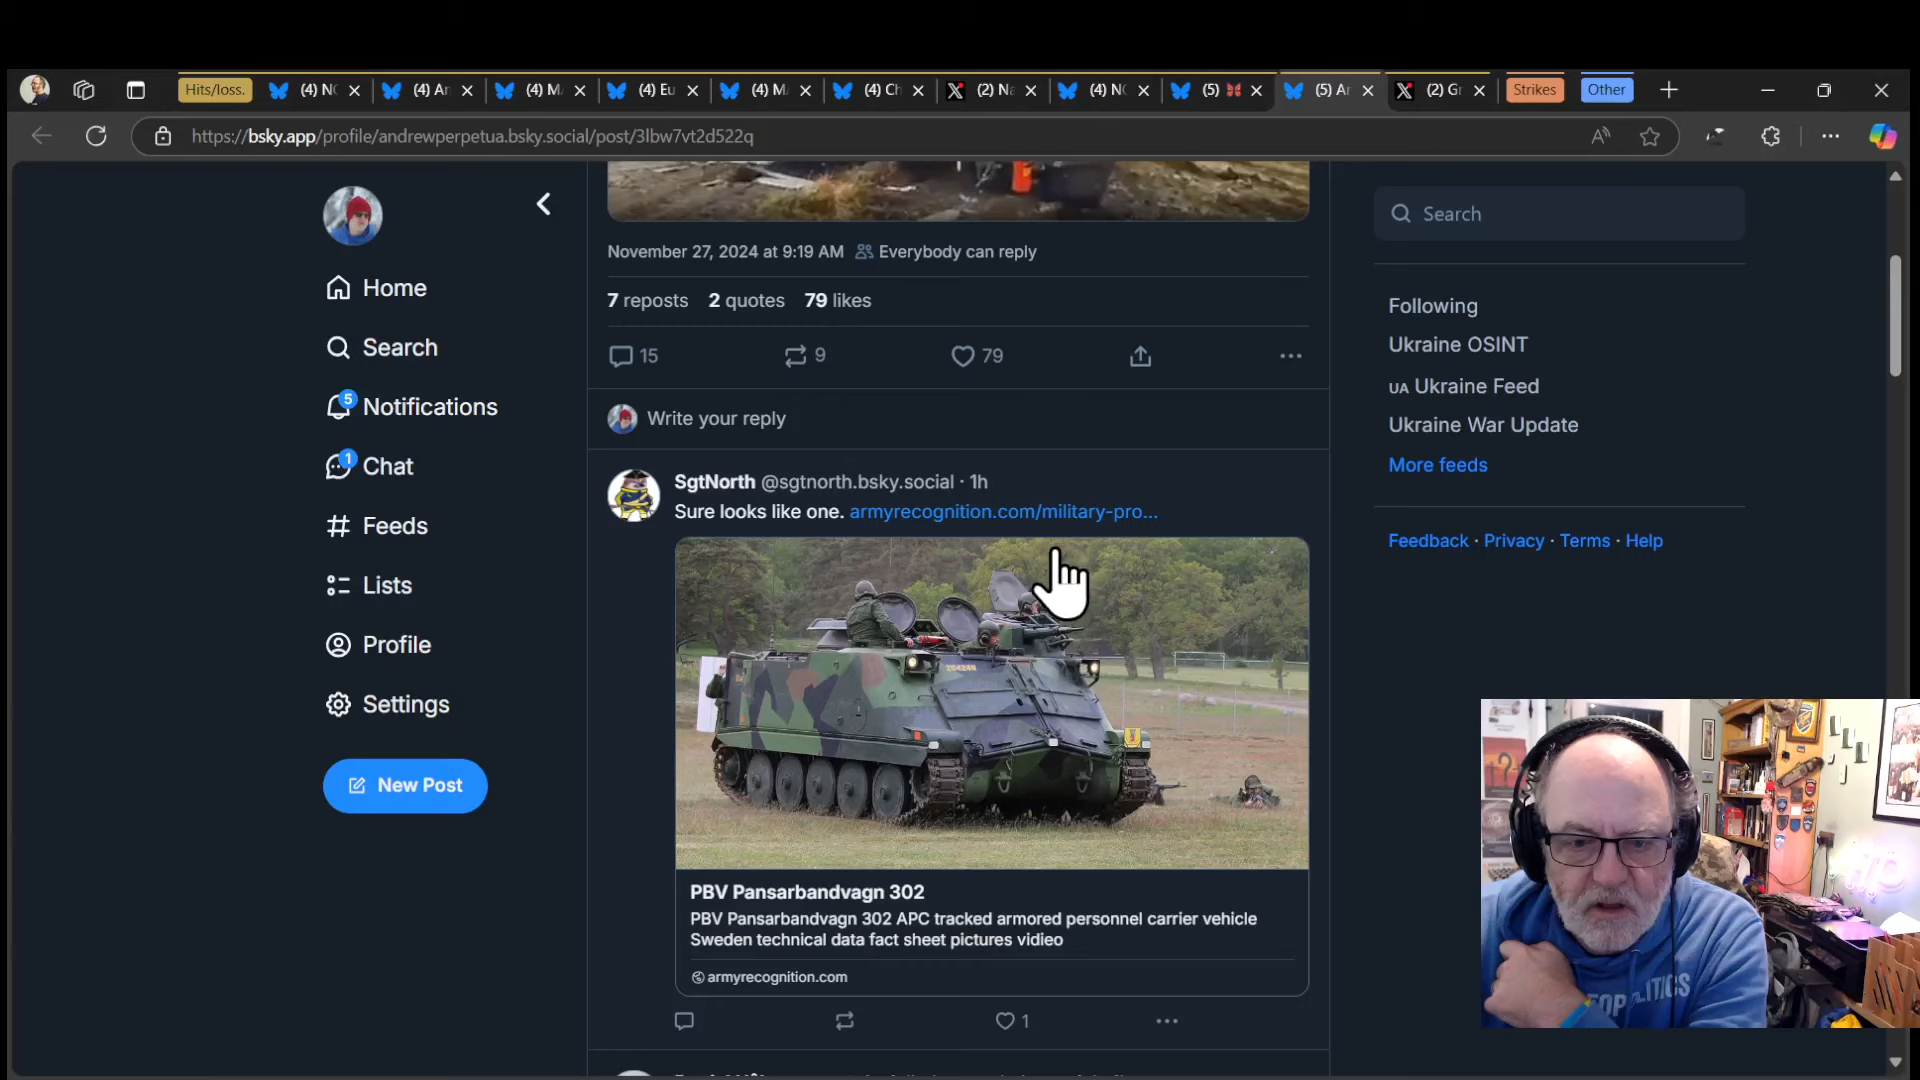 Hits/loss.
(4) NC
(4) An
(4) M
(4) Eu
(4) M
(4) Ch
(2) Na
(4) NC
(5)
(5) Ar
(2) Gr
Strikes
Other
https://bsky.app/profile/andrewperpetua.bsky.social/post/3lbw7vt2d522q
Home
Search
5
Notifications
1
Chat
Feeds
Lists
Profile
Settings
New Post
November 27, 2024 at 9:19 AM Everybody can reply
7 reposts 2 quotes 79 likes
15 9 79
Write your reply
SgtNorth @sgtnorth.bsky.social · 1h
Sure looks like one. armyrecognition.com/military-pro...
PBV Pansarbandvagn 302
PBV Pansarbandvagn 302 APC tracked armored personnel carrier vehicle
Sweden technical data fact sheet pictures vidieo
armyrecognition.com
1
Search
Following
Ukraine OSINT
UA Ukraine Feed
Ukraine War Update
More feeds
Feedback · Privacy · Terms · Help